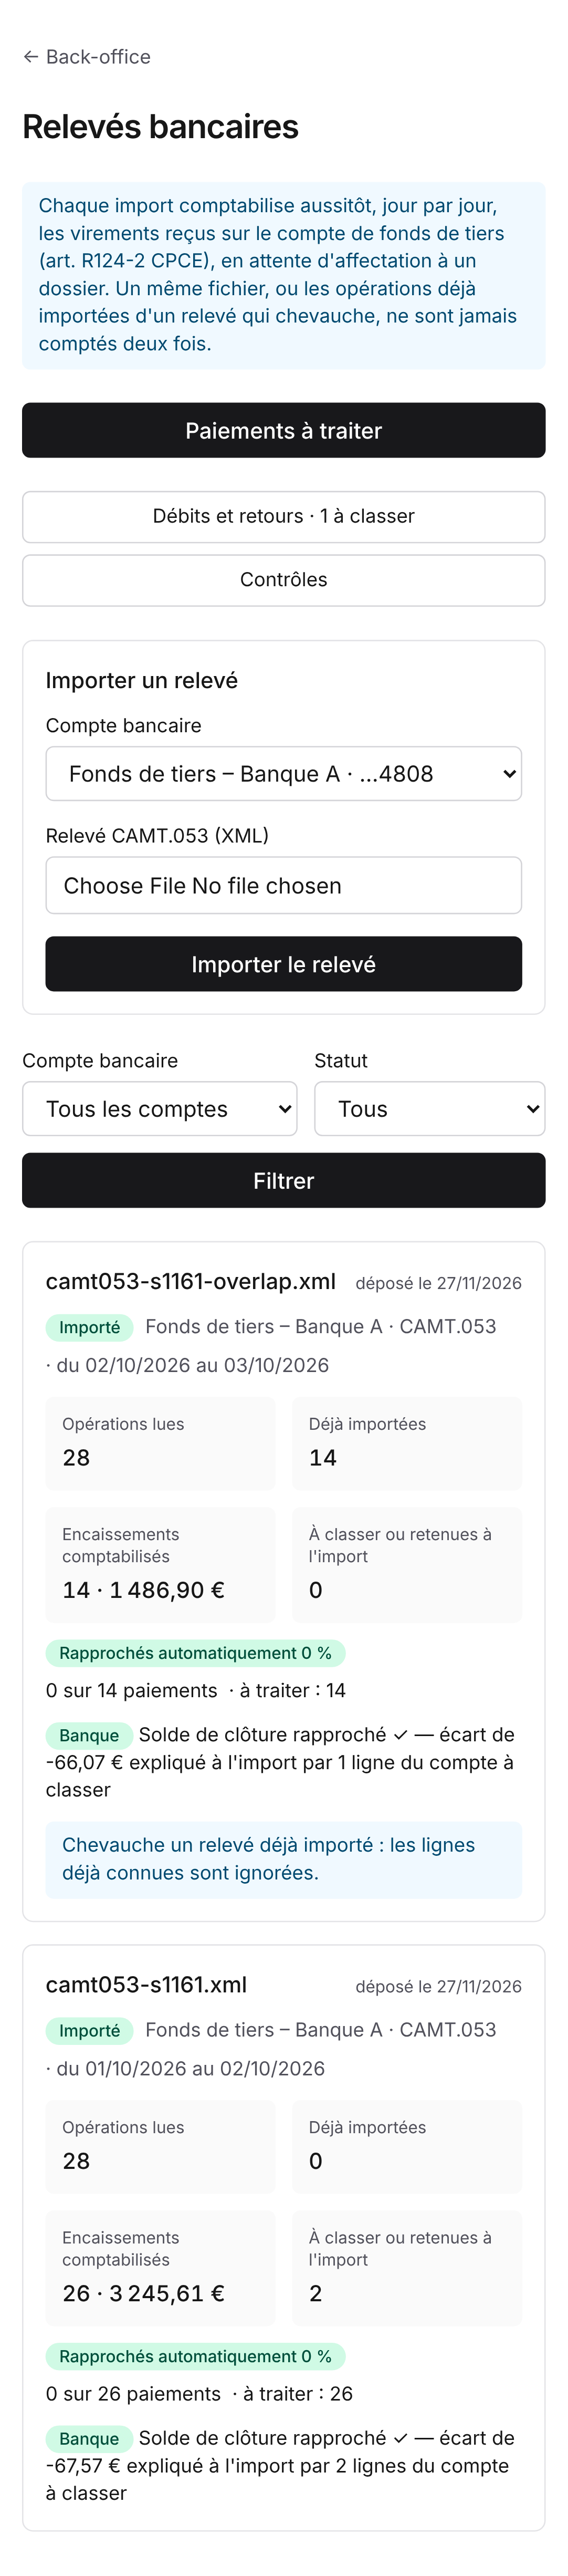 ← Back-office
Relevés bancaires
Chaque import comptabilise aussitôt, jour par jour,
les virements reçus sur le compte de fonds de tiers
(art. R124-2 CPCE), en attente d'affectation à un
dossier. Un même fichier, ou les opérations déjà
importées d'un relevé qui chevauche, ne sont jamais
comptés deux fois.
Paiements à traiter
Débits et retours · 1 à classer
Contrôles
Importer un relevé
Compte bancaire
Fonds de tiers – Banque A · …4808
Relevé CAMT.053 (XML)
Choose File No file chosen
Importer le relevé
Compte bancaire Statut
Tous les comptes Tous
Filtrer
camt053-s1161-overlap.xml déposé le 27/11/2026
Importé Fonds de tiers – Banque A · CAMT.053
· du 02/10/2026 au 03/10/2026
Opérations lues Déjà importées
28 14
Encaissements À classer ou retenues à
comptabilisés l'import
14 · 1 486,90 € 0
Rapprochés automatiquement 0 %
0 sur 14 paiements · à traiter : 14
Banque Solde de clôture rapproché ✓ — écart de
-66,07 € expliqué à l'import par 1 ligne du compte à
classer
Chevauche un relevé déjà importé : les lignes
déjà connues sont ignorées.
camt053-s1161.xml déposé le 27/11/2026
Importé Fonds de tiers – Banque A · CAMT.053
· du 01/10/2026 au 02/10/2026
Opérations lues Déjà importées
28 0
Encaissements À classer ou retenues à
comptabilisés l'import
26 · 3 245,61 € 2
Rapprochés automatiquement 0 %
0 sur 26 paiements · à traiter : 26
Banque Solde de clôture rapproché ✓ — écart de
-67,57 € expliqué à l'import par 2 lignes du compte
à classer